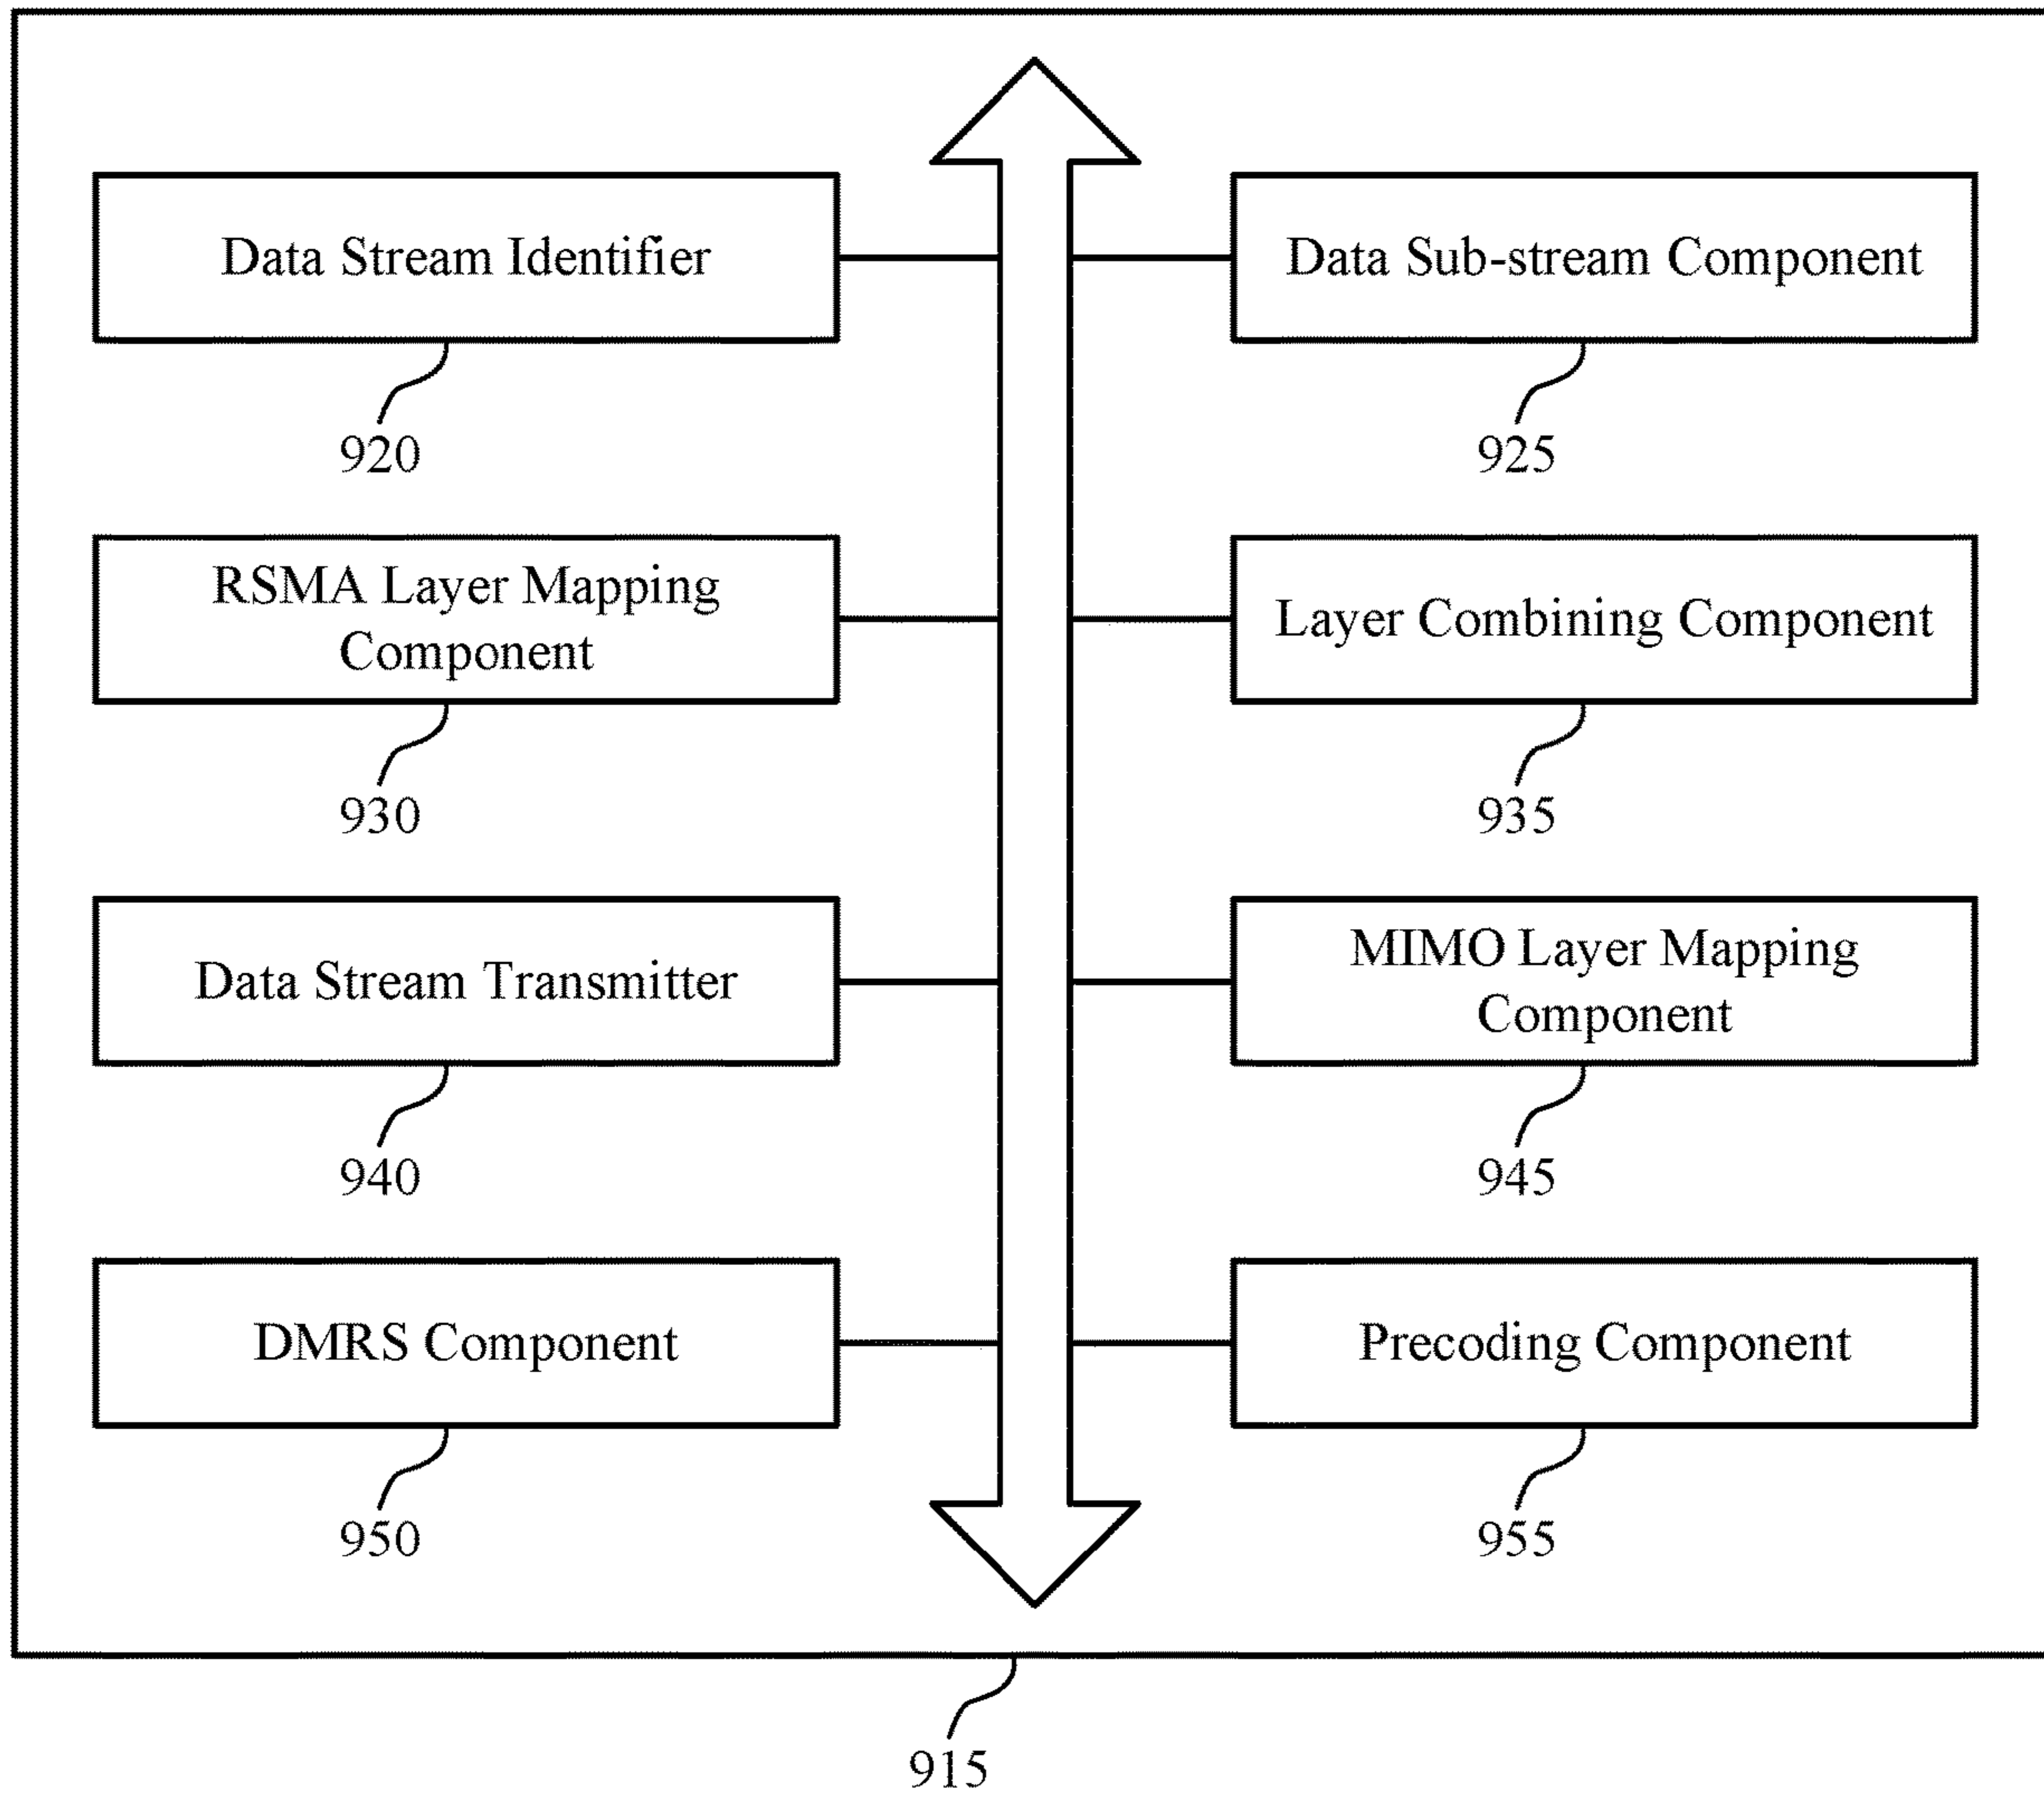 Data Stream Identifier
920
Data Sub-stream Component
925
RSMA Layer Mapping
Component
930
Layer Combining Component
935
Data Stream Transmitter
940
MIMO Layer Mapping
Component
945
DMRS Component
950
Precoding Component
955
915